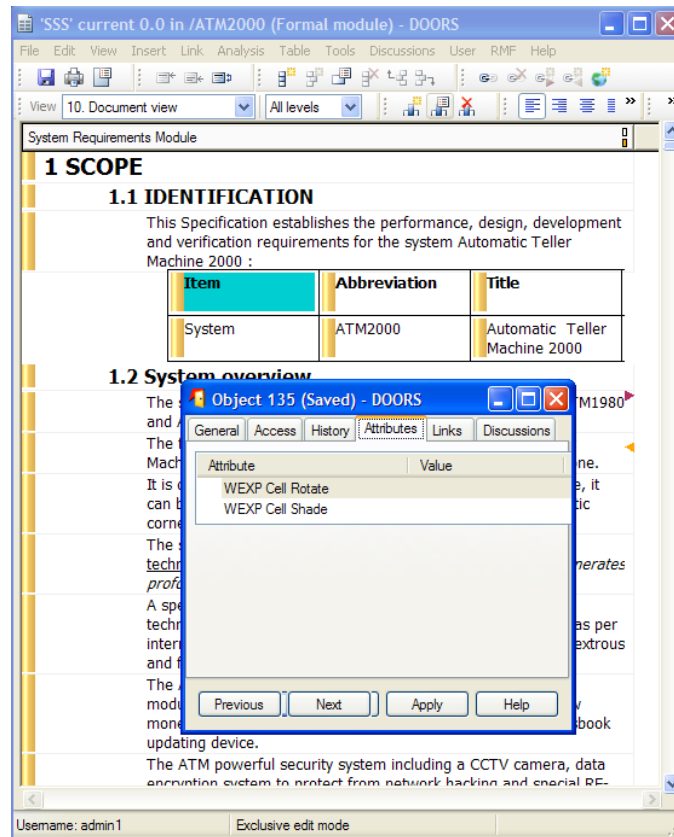 'SSS' current 0.0 in /ATM2000 (Formal module) - DOORS
File Edit View Insert Link Analysis Table Tools Discussions User RMF Help
View 10. Document view All levels » »
System Requirements Module
1 SCOPE
1.1 IDENTIFICATION
This Specification establishes the performance, design, development
and verification requirements for the system Automatic Teller
Machine 2000 :
Item Abbreviation Title
System ATM2000 Automatic Teller
Machine 2000
1.2 System overview
The
TM1980
and
Object 135 (Saved) - DOORS
General Access History Attributes Links Discussions
Attribute Value
WEXP Cell Rotate
WEXP Cell Shade
Previous Next Apply Help
The
Mach
ne.
It is
e, it
can
tic
corne
The
techn
nerates
profo
A spe
techn
as per
inter
extrous
and f
The
modu
mone
sbook
updating device.
The ATM powerful security system including a CCTV camera, data
encryption system to protect from network hacking and special RF-
Username: admin1 Exclusive edit mode